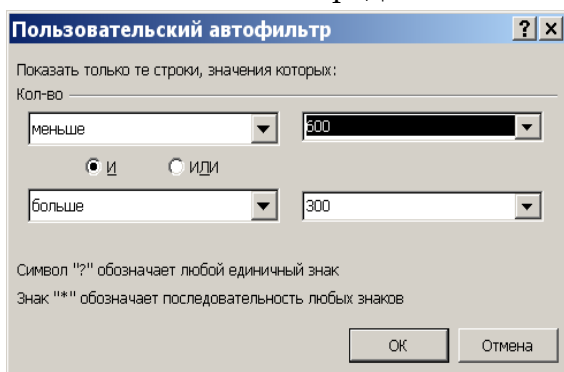 Пользовательский автофильтр
Показать только те строки, значения которых:
Кол-во
меньше 600
И ИЛИ
больше 300
Символ "?" обозначает любой единичный знак
Знак "*" обозначает последовательность любых знаков
ОК Отмена